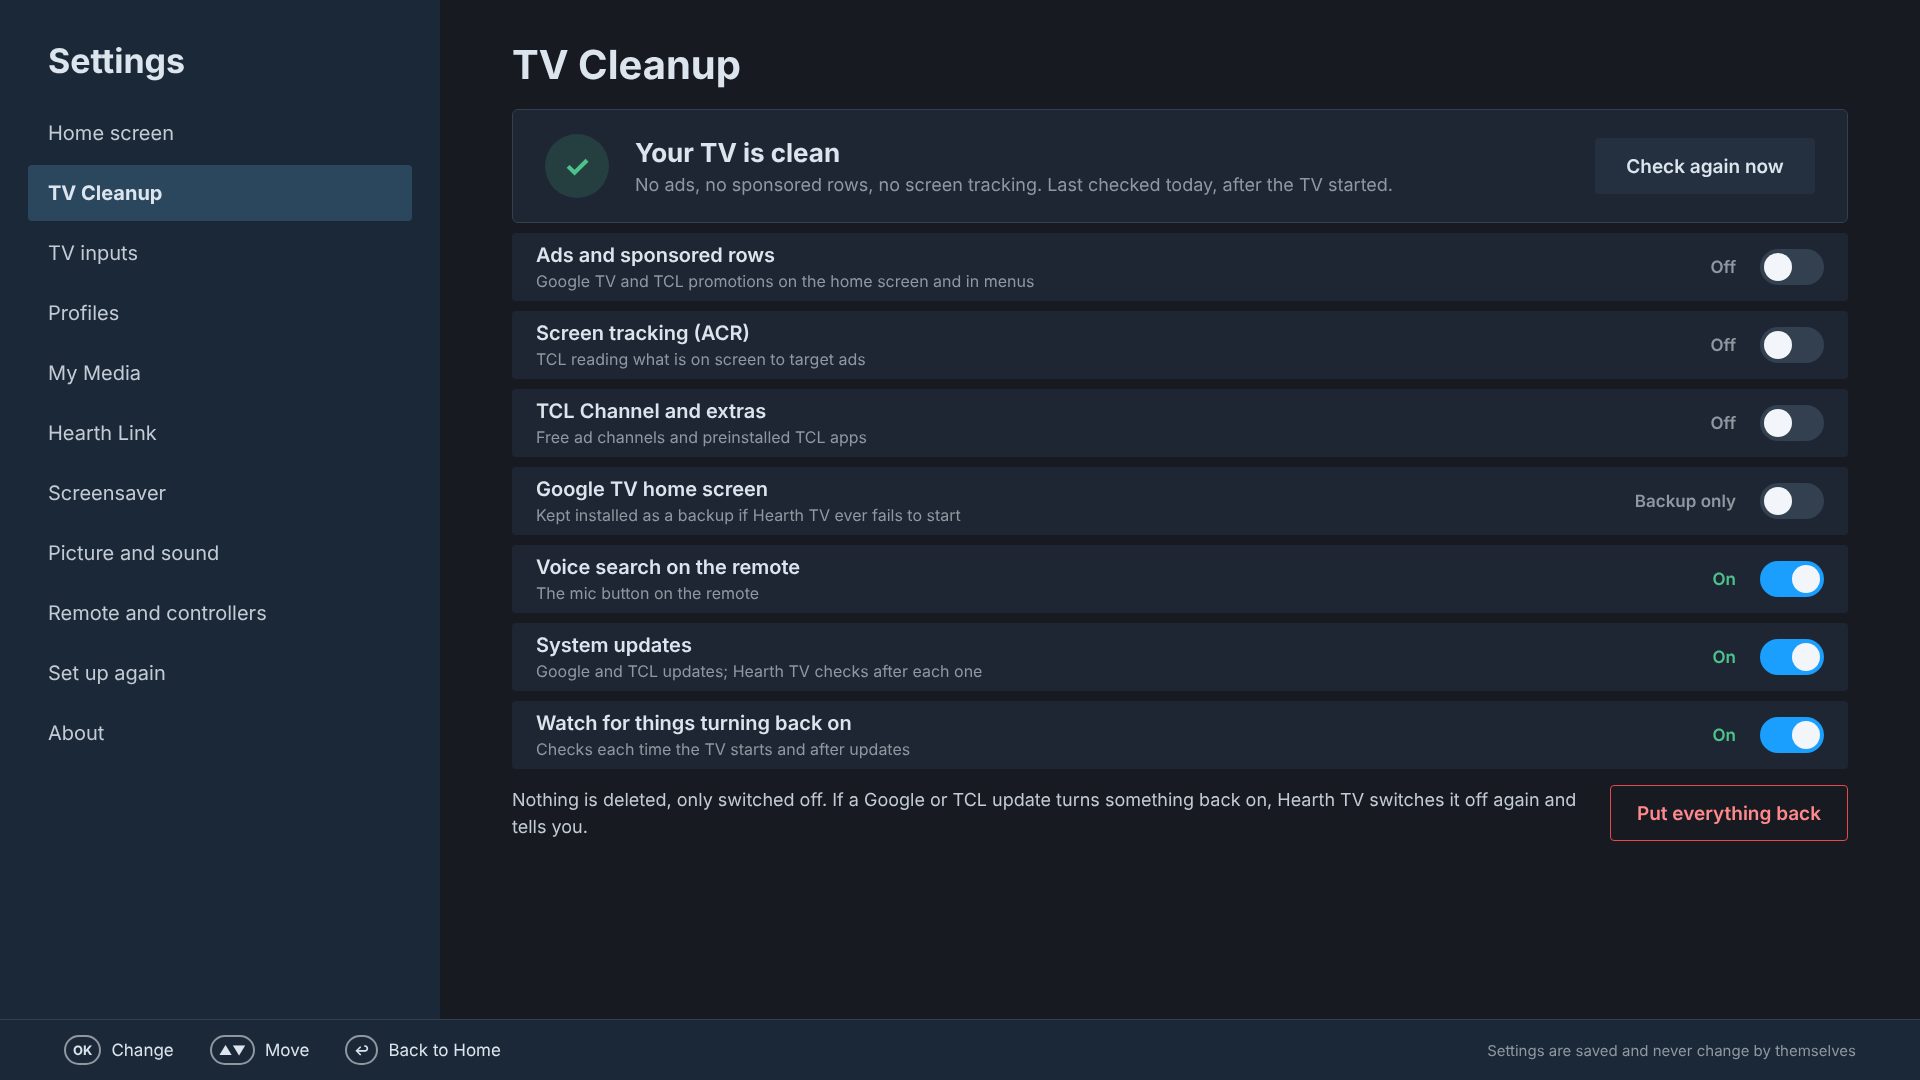 Settings
Home screen
TV Cleanup
TV inputs
Profiles
My Media
Hearth Link
Screensaver
Picture and sound
Remote and controllers
Set up again
About
TV Cleanup
Your TV is clean
No ads, no sponsored rows, no screen tracking. Last checked today, after the TV started.
Check again now
Ads and sponsored rows
Google TV and TCL promotions on the home screen and in menus
Off
Screen tracking (ACR)
TCL reading what is on screen to target ads
Off
TCL Channel and extras
Free ad channels and preinstalled TCL apps
Off
Google TV home screen
Kept installed as a backup if Hearth TV ever fails to start
Backup only
Voice search on the remote
The mic button on the remote
On
System updates
Google and TCL updates; Hearth TV checks after each one
On
Watch for things turning back on
Checks each time the TV starts and after updates
On
Nothing is deleted, only switched off. If a Google or TCL update turns something back on, Hearth TV switches it off again and
tells you.
Put everything back
OK Change
Move
Back to Home
Settings are saved and never change by themselves